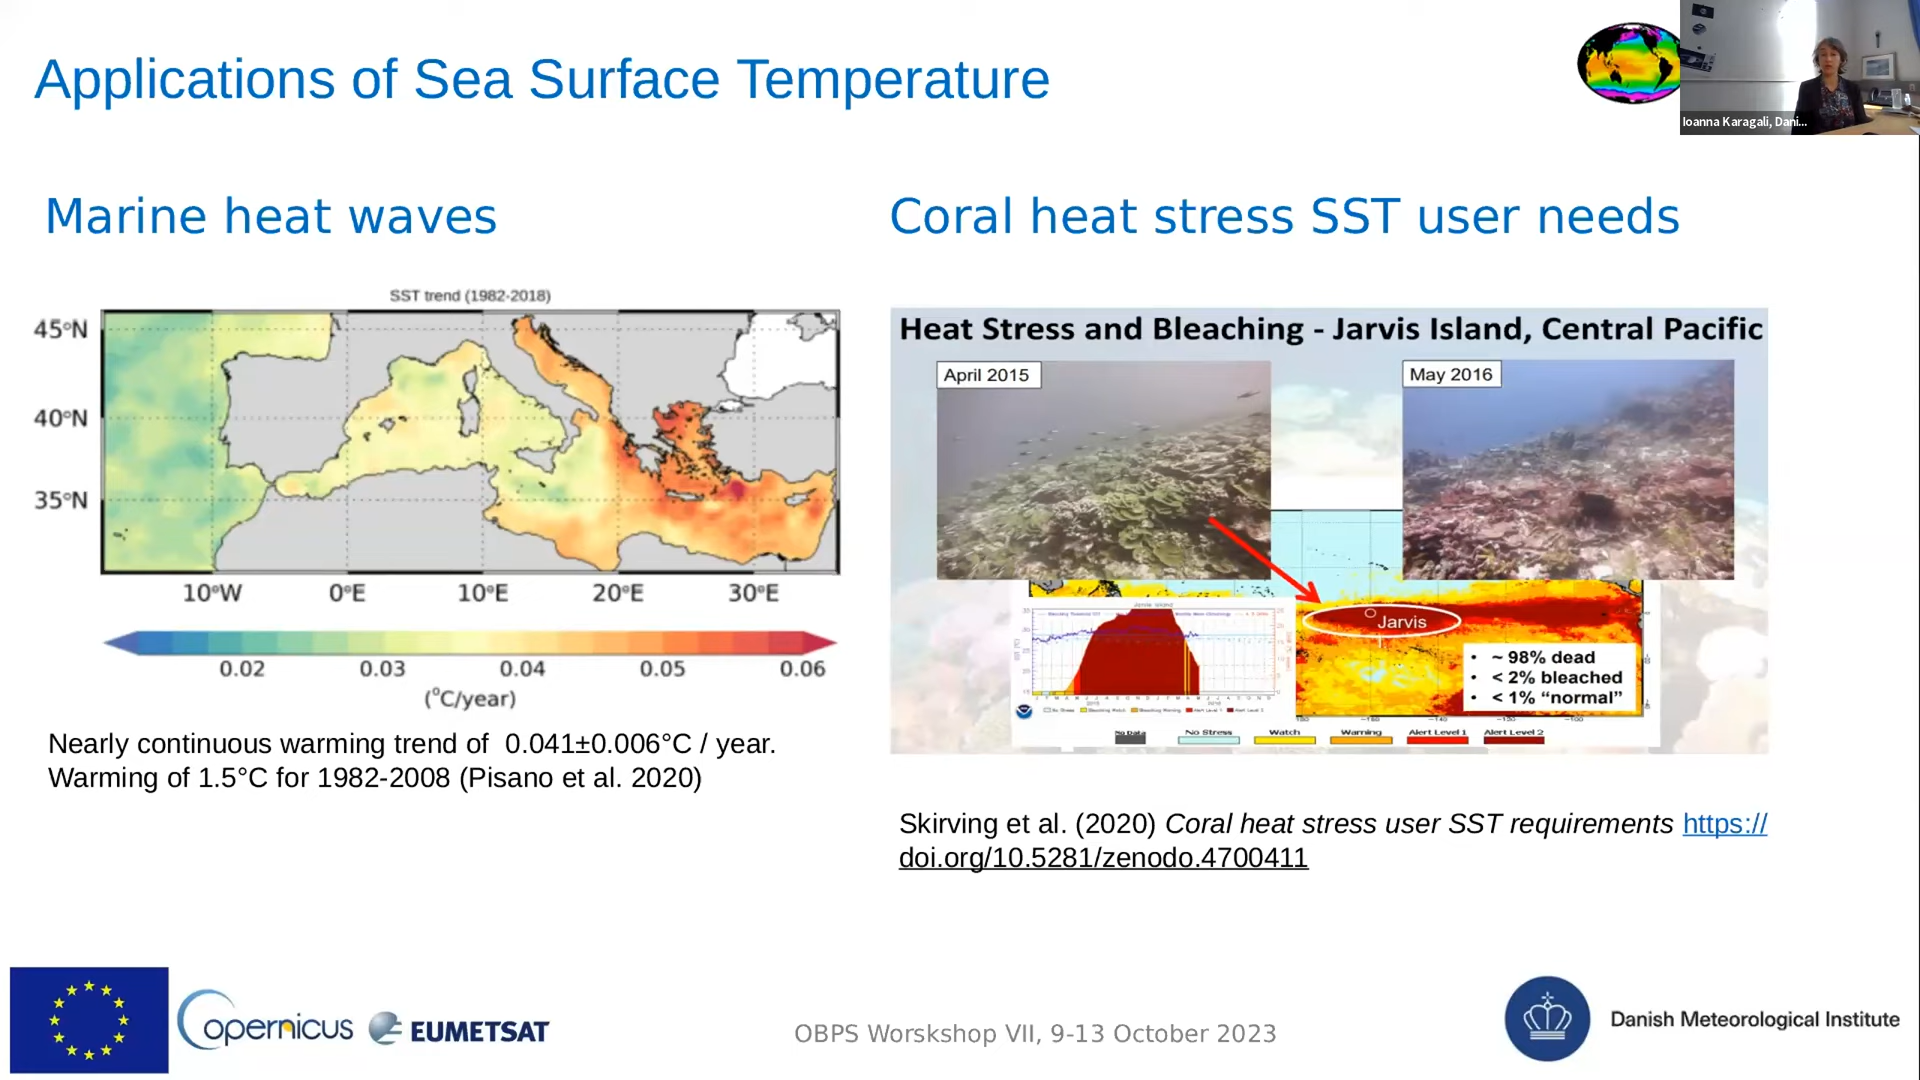 Applications of Sea Surface Temperature
Ioanna Karagali, Dani...
Marine heat waves
SST trend (1982-2018)
45°N
40°N
35°N
10°W 0°E 10°E 20°E 30°E
0.02 0.03 0.04 0.05 0.06
(°C/year)
Nearly continuous warming trend of 0.041±0.006°C / year.
Warming of 1.5°C for 1982-2008 (Pisano et al. 2020)
Coral heat stress SST user needs
Heat Stress and Bleaching - Jarvis Island, Central Pacific
April 2015
May 2016
Jarvis Island
Jarvis
• ~ 98% dead
• < 2% bleached
• < 1% “normal”
No Data No Stress Watch Warning Alert Level 1 Alert Level 2
Skirving et al. (2020) Coral heat stress user SST requirements https://
doi.org/10.5281/zenodo.4700411
opernicus
EUMETSAT
OBPS Worskshop VII, 9-13 October 2023
Danish Meteorological Institute